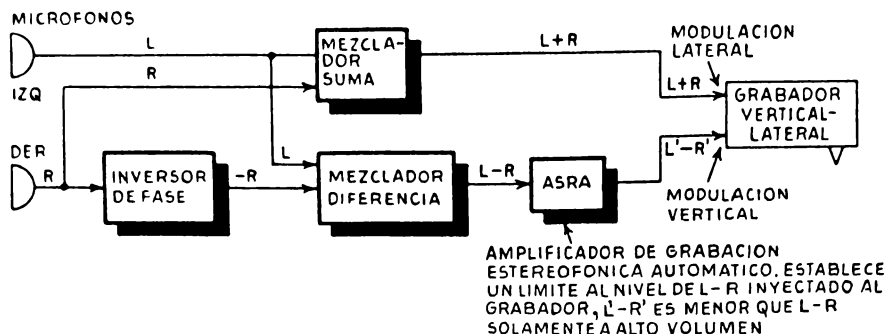 MICROFONOS
L
MEZCLA-
DOR
SUMA
L+R
MODULACION
LATERAL
IZQ
R
L+R
GRABADOR
VERTICAL-
LATERAL
DER
R
INVERSOR
DE FASE
-R
L
MEZCLADOR
DIFERENCIA
L-R
ASRA
L'-R'
MODULACION
VERTICAL
AMPLIFICADOR DE GRABACION
ESTEREOFONICA AUTOMATICO. ESTABLECE
UN LIMITE AL NIVEL DEL L-R INYECTADO AL
GRABADOR, L'-R' ES MENOR QUE L-R
SOLAMENTE A ALTO VOLUMEN